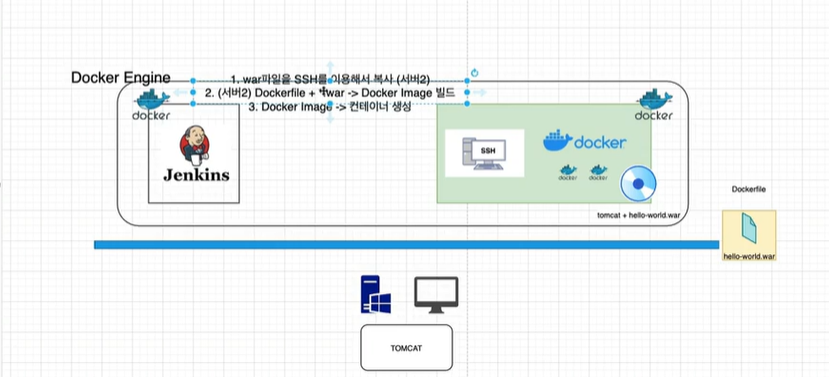 Docker Engine
1. war파일을 SSH를 이용해서 복사 (서버2)
2. (서버2) Dockerfile + war -> Docker Image 빌드
3. Docker Image -> 컨테이너 생성
docker
docker
Jenkins
SSH
docker
docker
docker
tomcat + hello-world.war
Dockerfile
hello-world.war
TOMCAT